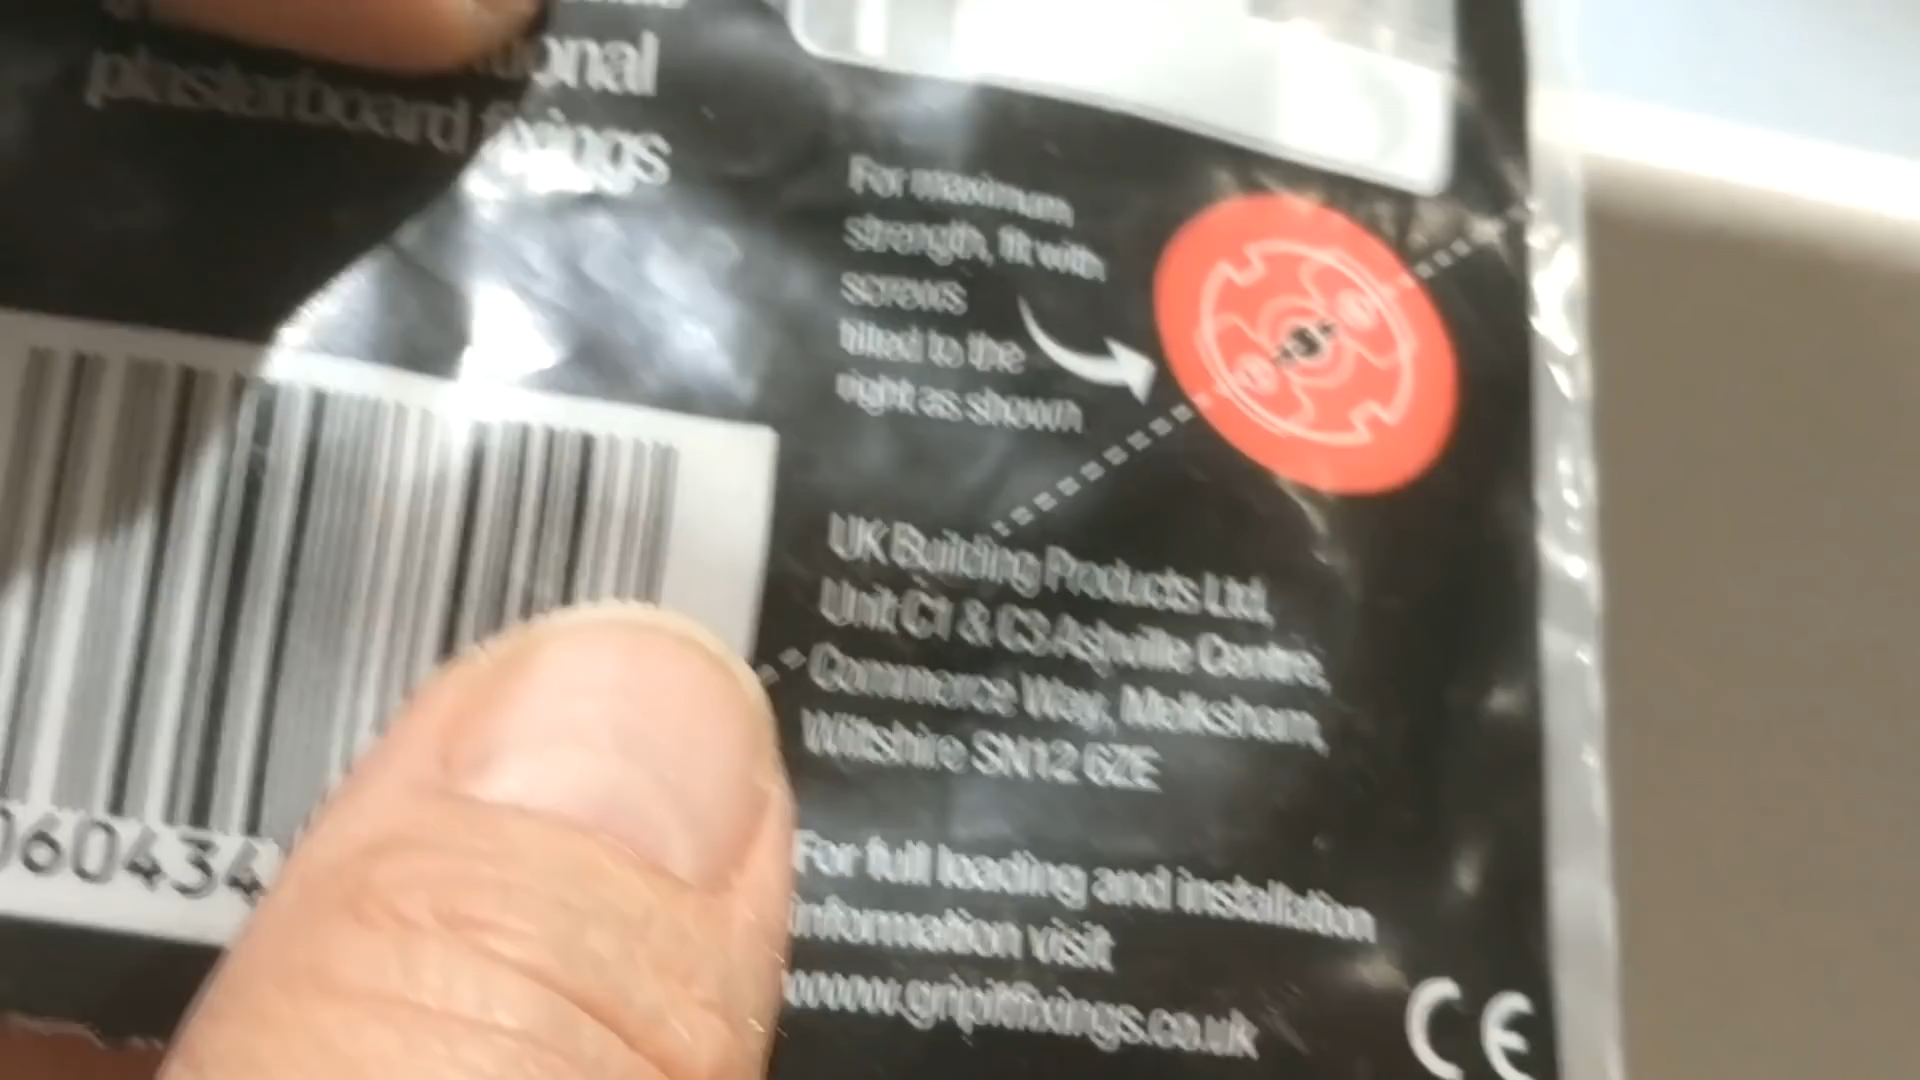 plasterboard fixings
For maximum
strength, fit with
screws
tilted to the
right as shown
UK Building Products Ltd,
Unit C1 & C3 Ashville Centre,
Commerce Way, Melksham,
Wiltshire SN12 6ZE
060434
For full loading and installation
information visit
www.gripitfixings.co.uk
CE